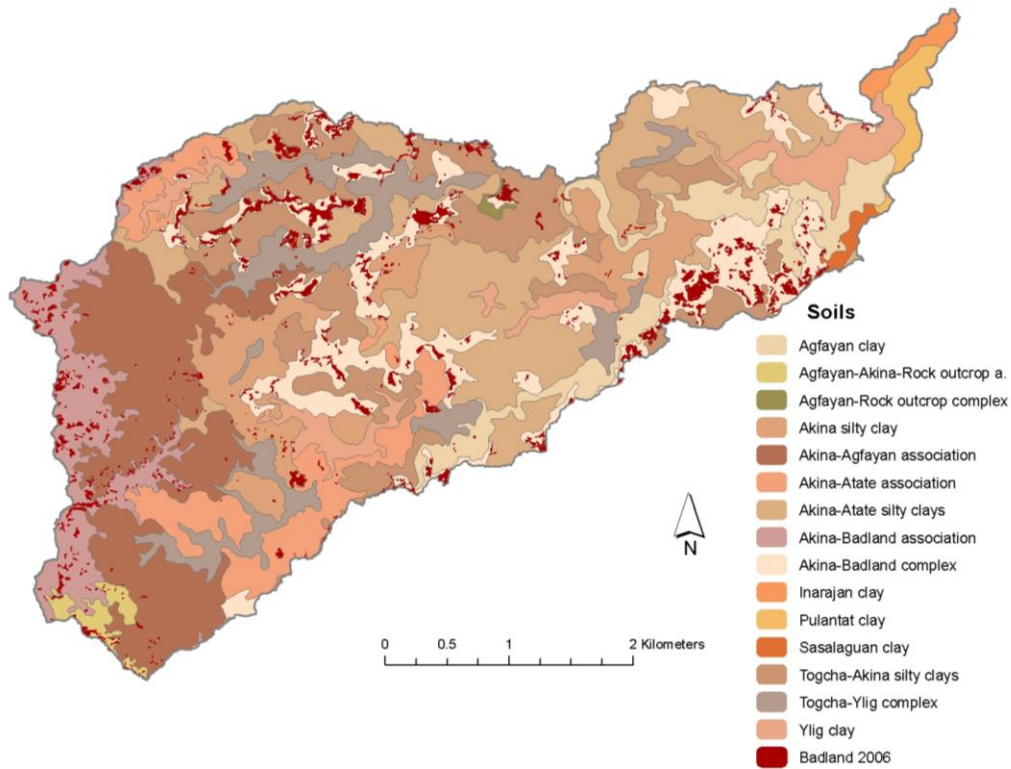 Soils
Agfayan clay
Agfayan-Akina-Rock outcrop a.
Agfayan-Rock outcrop complex
Akina silty clay
Akina-Agfayan association
Akina-Atate association
Akina-Atate silty clays
Akina-Badland association
Akina-Badland complex
Inarajan clay
Pulantat clay
Sasalaguan clay
Togcha-Akina silty clays
Togcha-Ylig complex
Ylig clay
Badland 2006
N
0 0.5 1 2 Kilometers